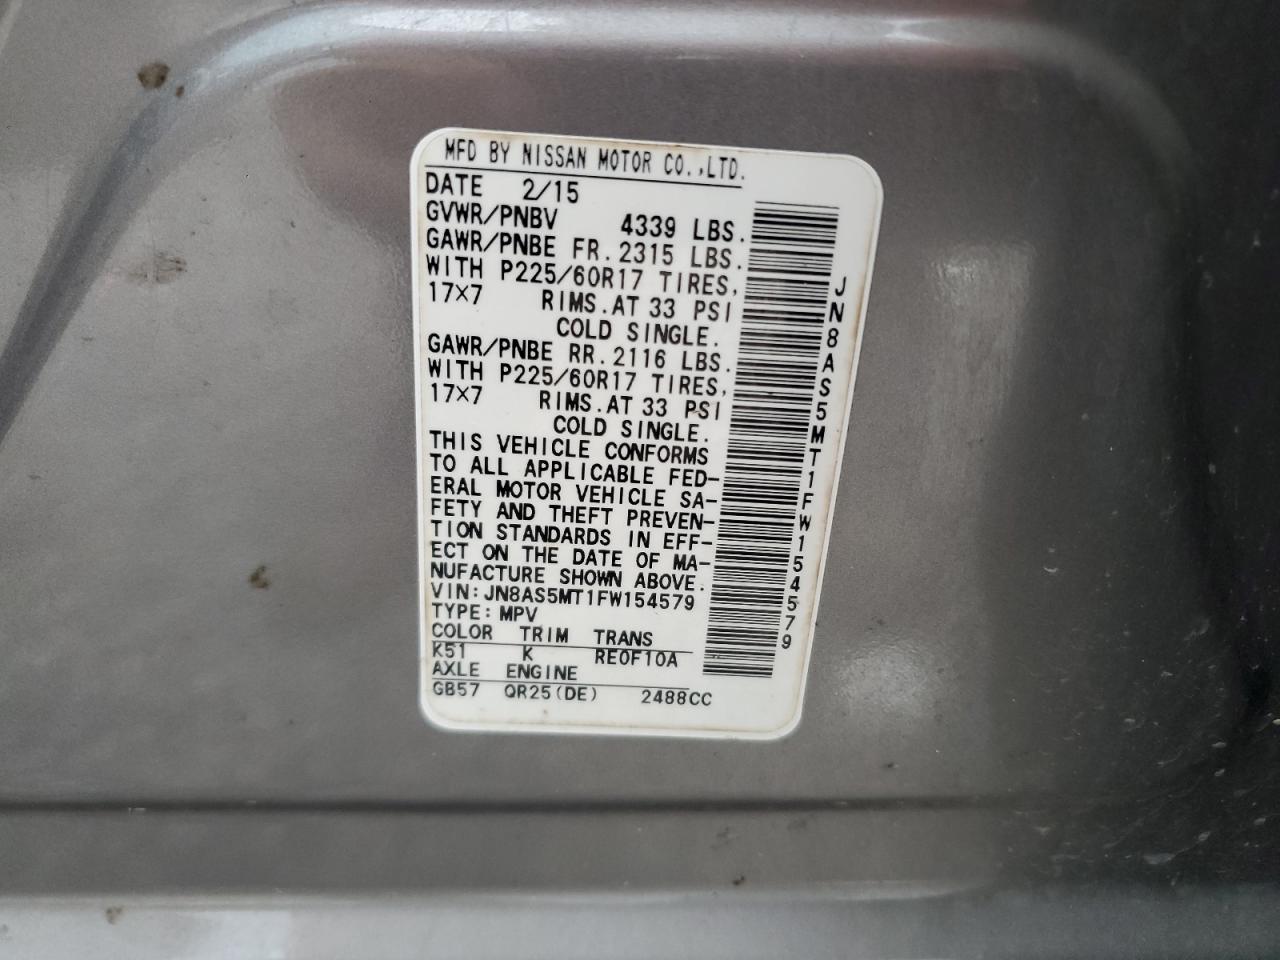 MFD BY NISSAN MOTOR CO.,LTD.
DATE 2/15
GVWR/PNBV 4339 LBS.
GAWR/PNBE FR.2315 LBS.
WITH P225/60R17 TIRES,
17×7 RIMS.AT 33 PSI
COLD SINGLE.
GAWR/PNBE RR.2116 LBS.
WITH P225/60R17 TIRES,
17×7 RIMS.AT 33 PSI
COLD SINGLE.
THIS VEHICLE CONFORMS
TO ALL APPLICABLE FED-
ERAL MOTOR VEHICLE SA-
FETY AND THEFT PREVEN-
TION STANDARDS IN EFF-
ECT ON THE DATE OF MA-
NUFACTURE SHOWN ABOVE.
VIN:JN8AS5MT1FW154579
TYPE:MPV
COLOR TRIM TRANS
K51 K RE0F10A
AXLE ENGINE
GB57 QR25(DE) 2488CC
JN8AS5MT1FW154579